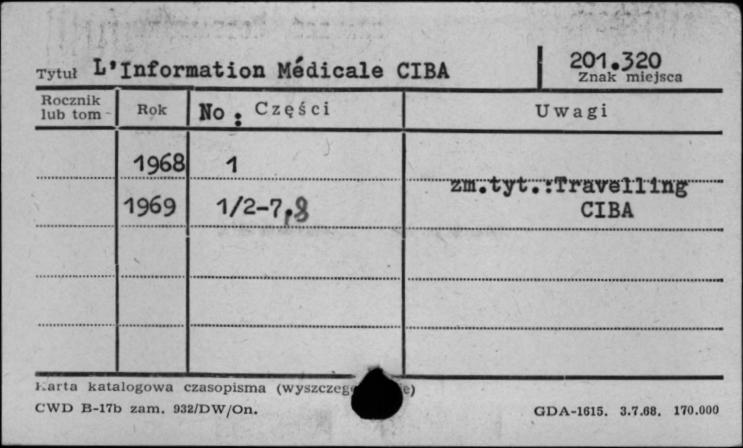 Tytuł L'Information Médicale CIBA 201.320
Znak miejsca
Rocznik lub tom Rok No: Części Uwagi
1968 1
zm.tyt.:Travelling
1969 1/2-7,8 CIBA
Karta katalogowa czasopisma
CWD B-17b zam. 932/DW/On. GDA-1615. 3.7.68. 170.000